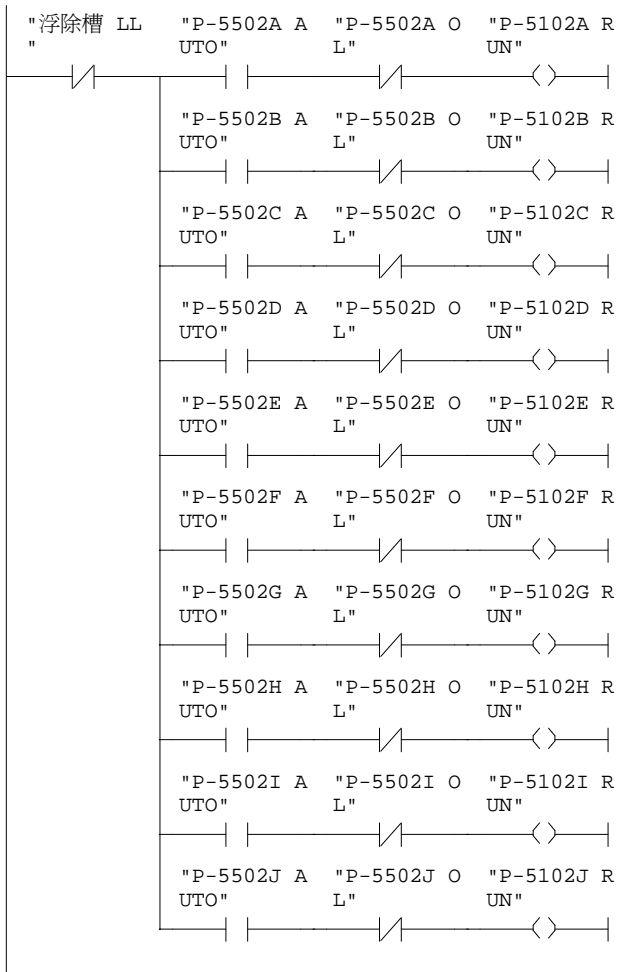 "浮除槽 LL "P-5502A A "P-5502A O "P-5102A R
" UTO" L" UN"
"P-5502B A "P-5502B O "P-5102B R
UTO" L" UN"
"P-5502C A "P-5502C O "P-5102C R
UTO" L" UN"
"P-5502D A "P-5502D O "P-5102D R
UTO" L" UN"
"P-5502E A "P-5502E O "P-5102E R
UTO" L" UN"
"P-5502F A "P-5502F O "P-5102F R
UTO" L" UN"
"P-5502G A "P-5502G O "P-5102G R
UTO" L" UN"
"P-5502H A "P-5502H O "P-5102H R
UTO" L" UN"
"P-5502I A "P-5502I O "P-5102I R
UTO" L" UN"
"P-5502J A "P-5502J O "P-5102J R
UTO" L" UN"